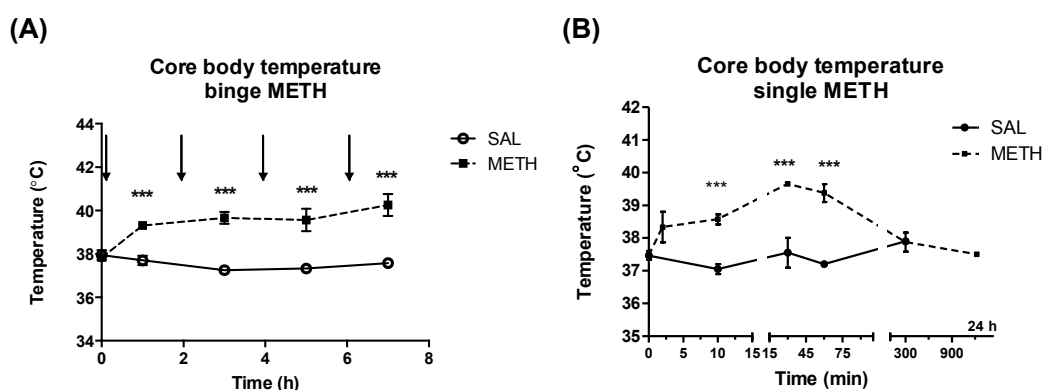 (A)
Core body temperature
binge METH
Temperature (°C)
44
42
40
38
36
34
*** *** *** ***
0 2 4 6 8
Time (h)
SAL
METH
(B)
Core body temperature
single METH
Temperature (°C)
42
41
40
39
38
37
36
35
*** *** ***
24 h
0 5 10 15 15 45 75 300 900
Time (min)
SAL
METH